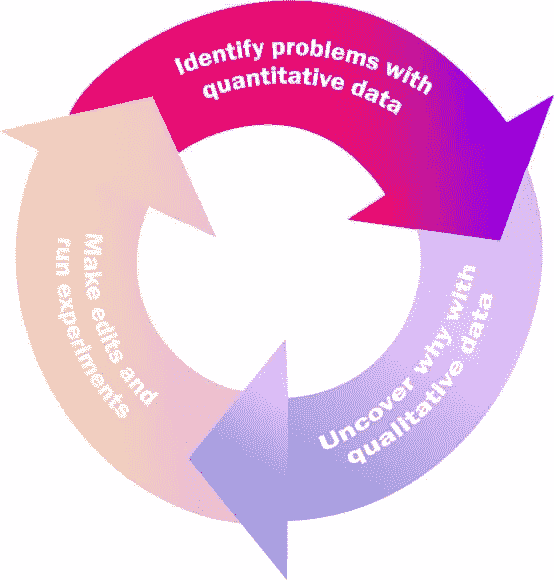 Identify problems with
quantitative data
Uncover why with
qualitative data
Make edits and
run experiments